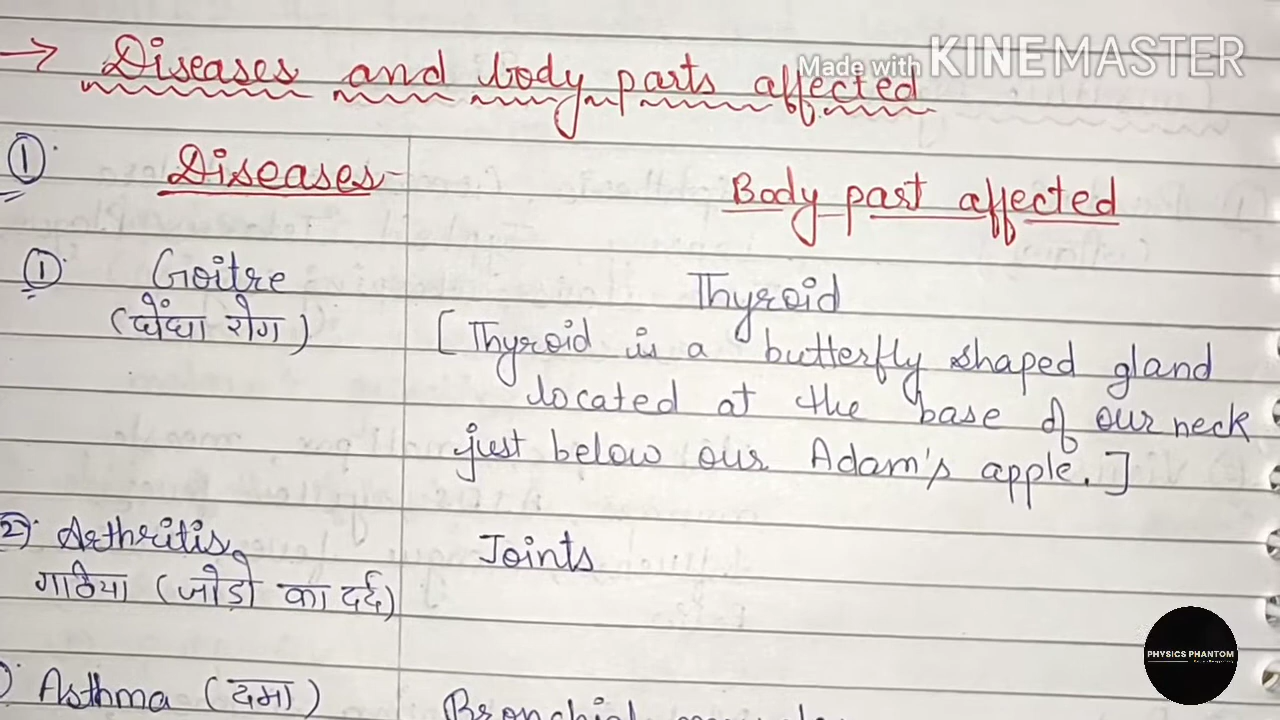 Made with KINEMASTER
→ Diseases and body parts affected
① Diseases- Body part affected
① Goitre Thyroid
(घेंघा रोग) [Thyroid is a butterfly shaped gland
located at the base of our neck
just below our Adam's apple.]
② Arthritis Joints
गाठिया (जोड़ो का दर्द)
Asthma (दमा) Bronchial
PHYSICS PHANTOM